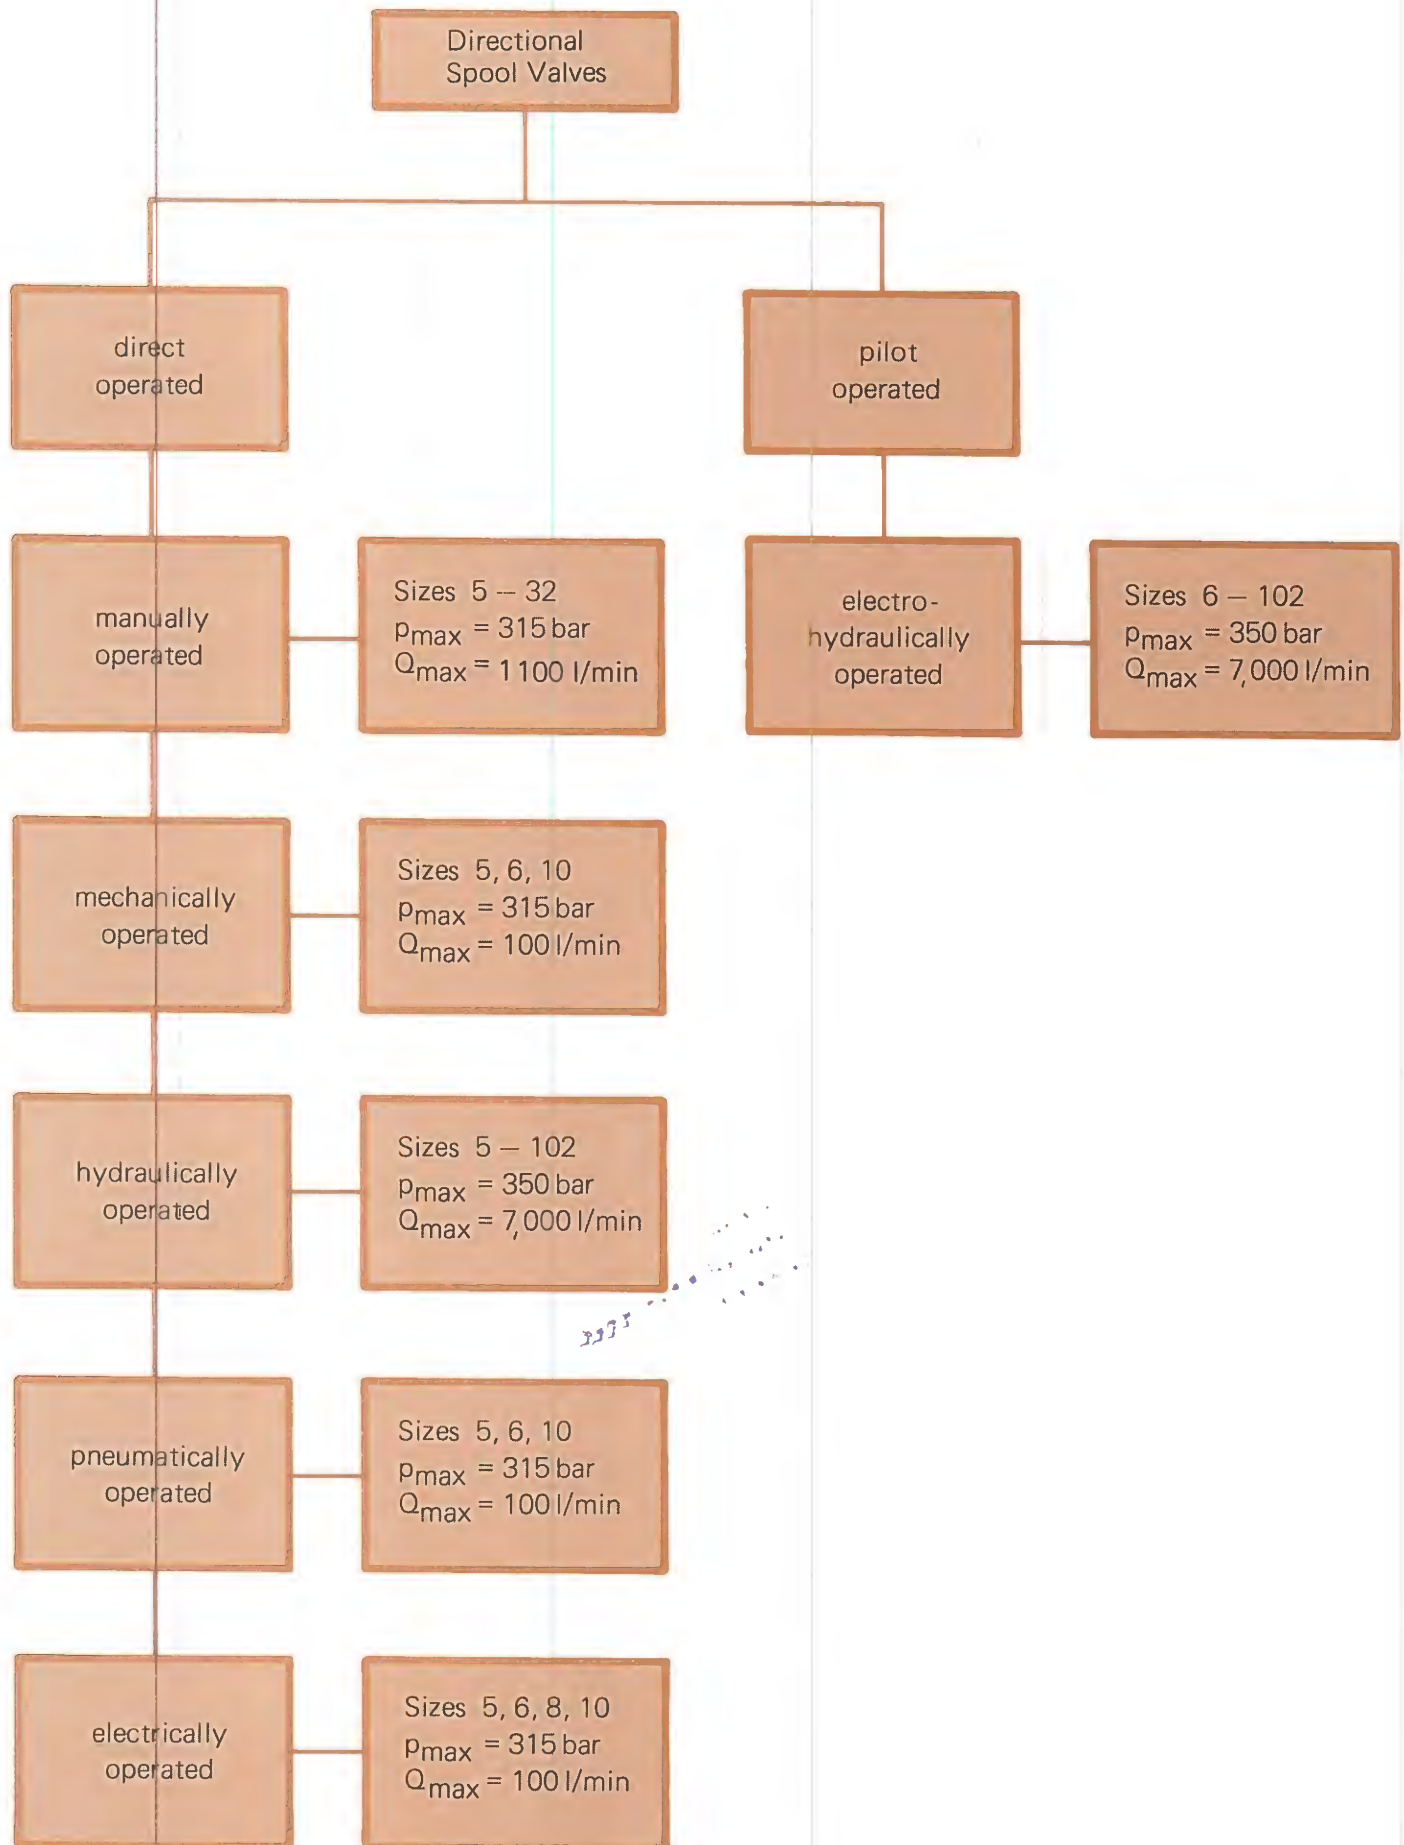 Directional
Spool Valves
direct
operated
pilot
operated
manually
operated
Sizes 5 – 32
pmax = 315 bar
Qmax = 1100 l/min
electro-
hydraulically
operated
Sizes 6 – 102
pmax = 350 bar
Qmax = 7,000 l/min
mechanically
operated
Sizes 5, 6, 10
pmax = 315 bar
Qmax = 100 l/min
hydraulically
operated
Sizes 5 – 102
pmax = 350 bar
Qmax = 7,000 l/min
pneumatically
operated
Sizes 5, 6, 10
pmax = 315 bar
Qmax = 100 l/min
electrically
operated
Sizes 5, 6, 8, 10
pmax = 315 bar
Qmax = 100 l/min